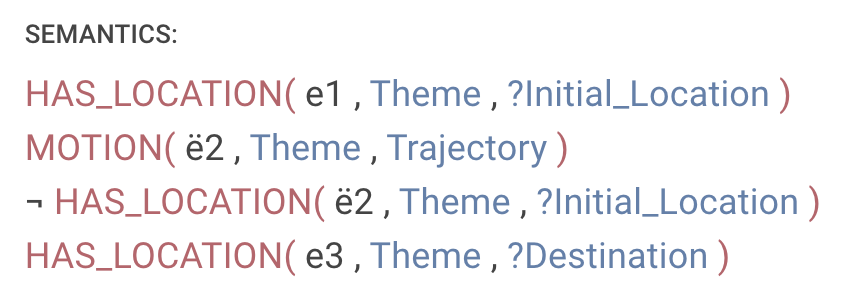 SEMANTICS:
HAS_LOCATION( e1 , Theme , ?Initial_Location )
MOTION( ë2 , Theme , Trajectory )
¬ HAS_LOCATION( ë2 , Theme , ?Initial_Location )
HAS_LOCATION( e3 , Theme , ?Destination )